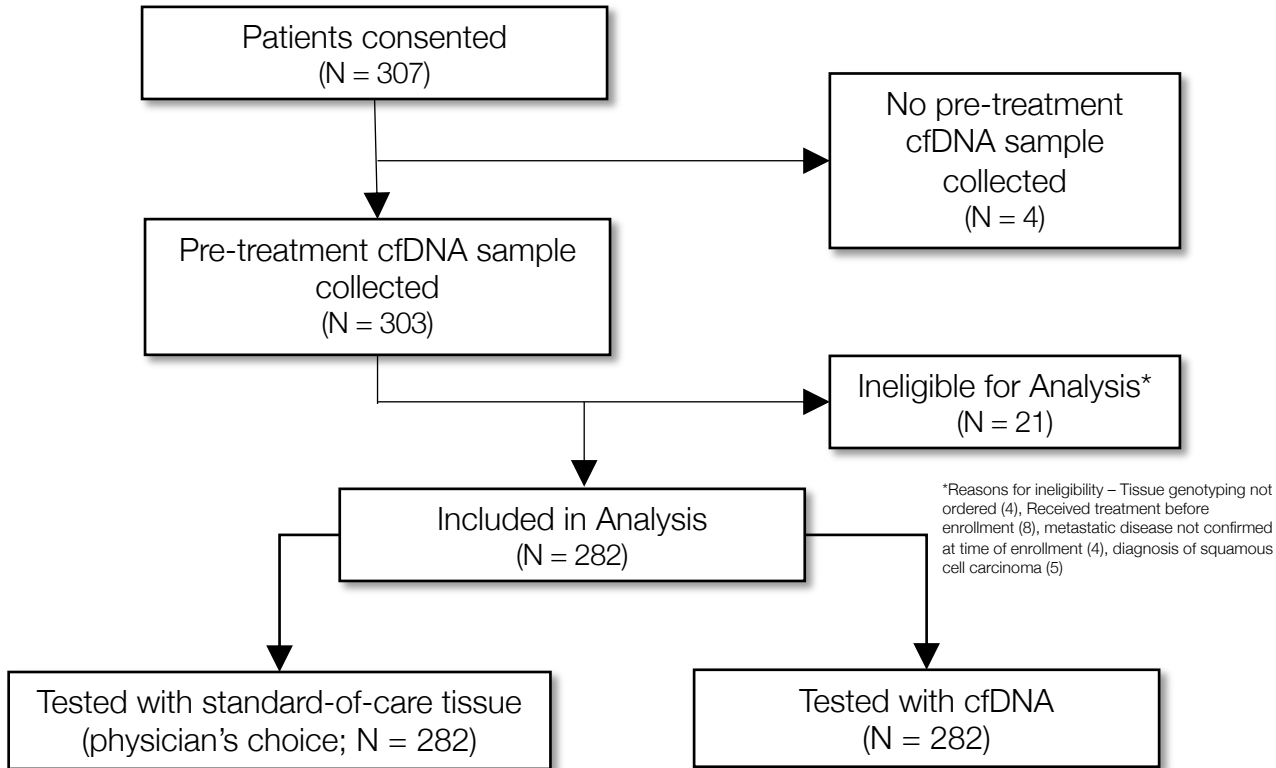 Patients consented
(N = 307)
No pre-treatment
cfDNA sample
collected
(N = 4)
Pre-treatment cfDNA sample
collected
(N = 303)
Ineligible for Analysis*
(N = 21)
*Reasons for ineligibility – Tissue genotyping not
ordered (4), Received treatment before
enrollment (8), metastatic disease not confirmed
at time of enrollment (4), diagnosis of squamous
cell carcinoma (5)
Included in Analysis
(N = 282)
Tested with standard-of-care tissue
(physician's choice; N = 282)
Tested with cfDNA
(N = 282)